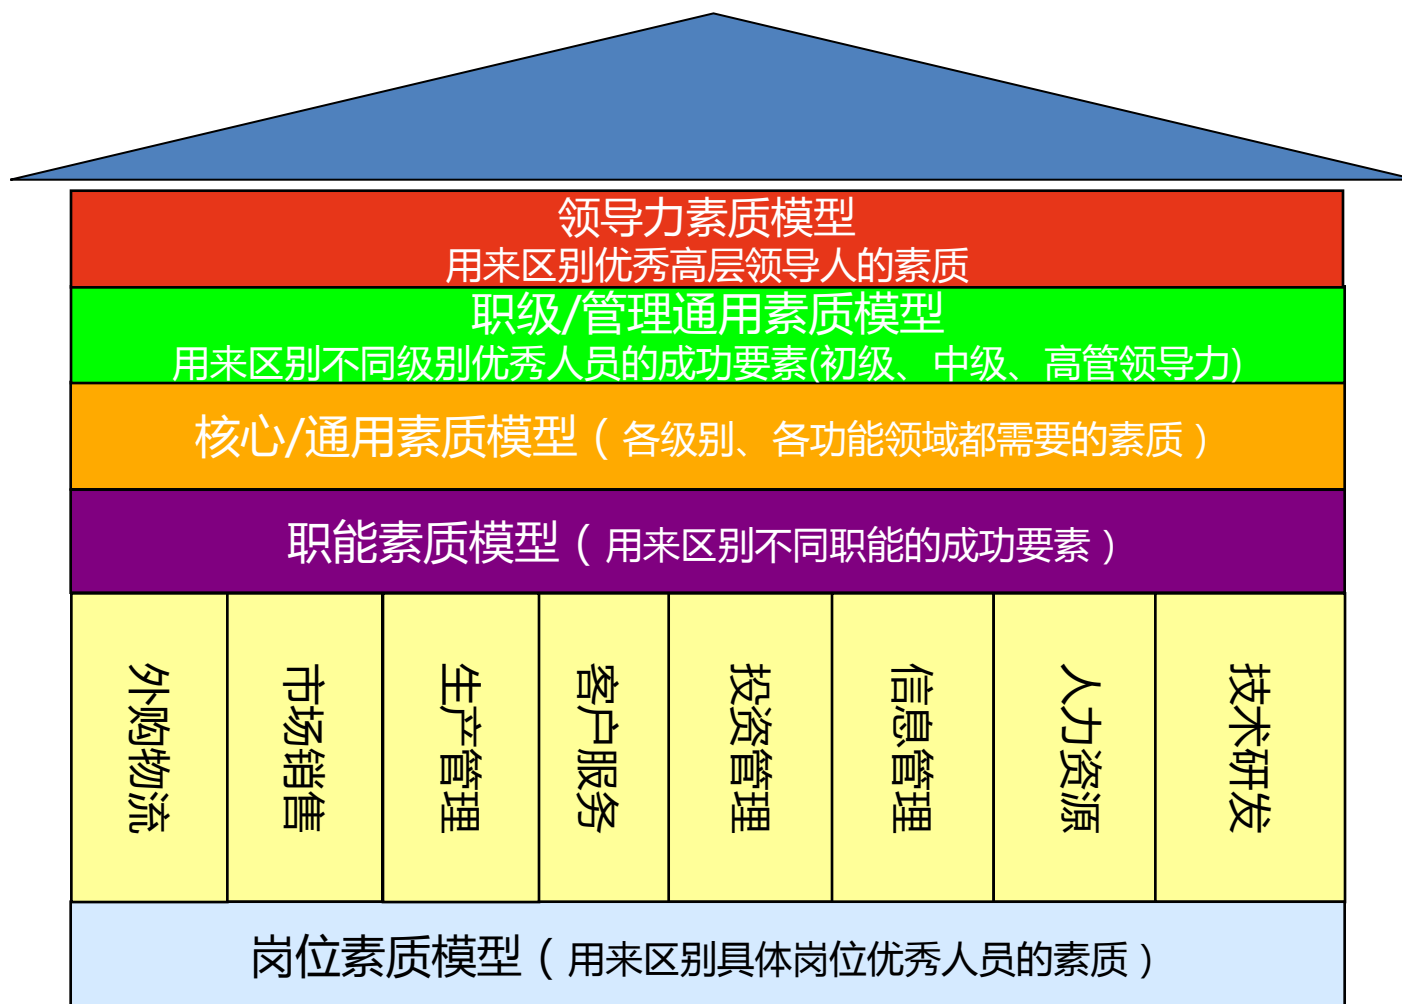 领导力素质模型
用来区别优秀高层领导人的素质
职级/管理通用素质模型
用来区别不同级别优秀人员的成功要素(初级、中级、高管领导力)
核心/通用素质模型（各级别、各功能领域都需要的素质）
职能素质模型（用来区别不同职能的成功要素）
外购物流
市场销售
生产管理
客户服务
投资管理
信息管理
人力资源
技术研发
岗位素质模型（用来区别具体岗位优秀人员的素质）